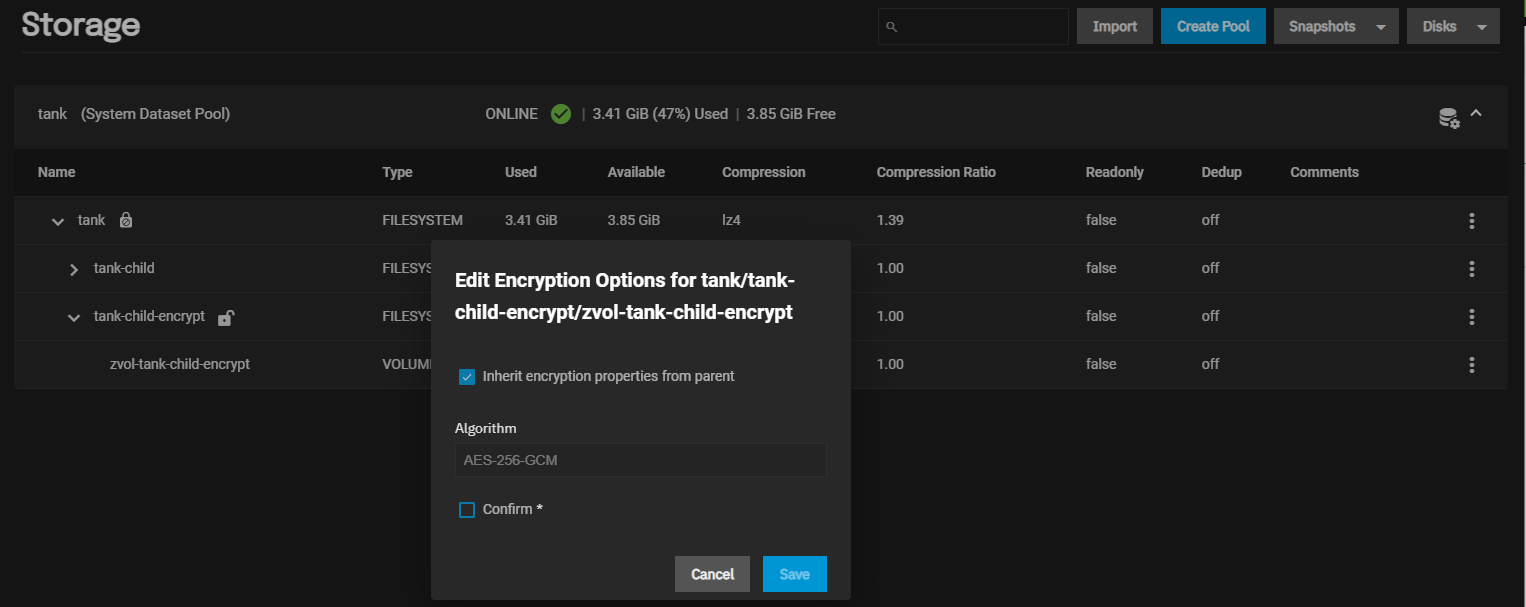 Storage
Import
Create Pool
Snapshots
Disks
tank (System Dataset Pool) ONLINE | 3.41 GiB (47%) Used | 3.85 GiB Free
Name Type Used Available Compression Compression Ratio Readonly Dedup Comments
tank FILESYSTEM 3.41 GiB 3.85 GiB lz4 1.39 false off
tank-child FILESYS 1.00 false off
tank-child-encrypt FILESYS 1.00 false off
zvol-tank-child-encrypt VOLUM 1.00 false off
Edit Encryption Options for tank/tank-
child-encrypt/zvol-tank-child-encrypt
Inherit encryption properties from parent
Algorithm
AES-256-GCM
Confirm *
Cancel
Save